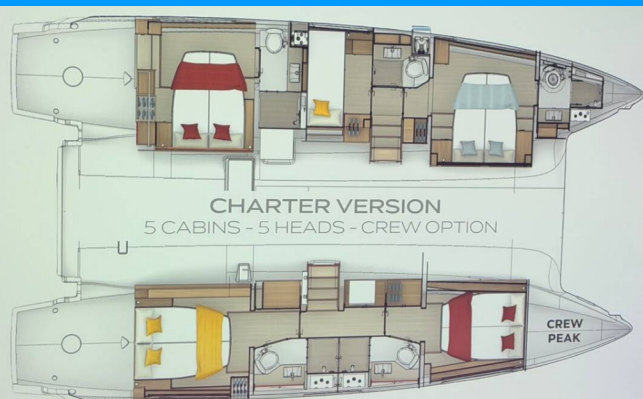 CHARTER VERSION
5 CABINS - 5 HEADS - CREW OPTION
CREW
PEAK